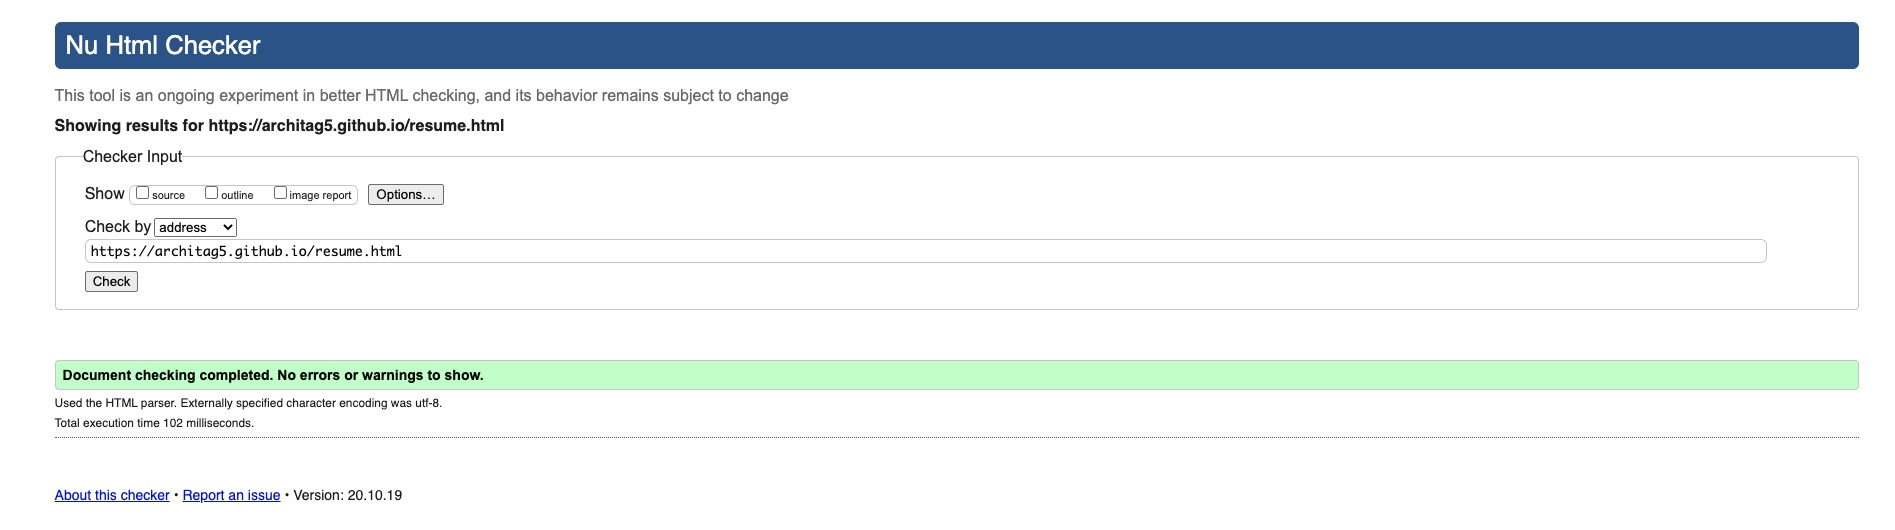 Nu Html Checker
This tool is an ongoing experiment in better HTML checking, and its behavior remains subject to change
Showing results for https://architag5.github.io/resume.html
Checker Input
Show source outline image report Options...
Check by address
https://architag5.github.io/resume.html
Check
Document checking completed. No errors or warnings to show.
Used the HTML parser. Externally specified character encoding was utf-8.
Total execution time 102 milliseconds.
About this checker • Report an issue • Version: 20.10.19